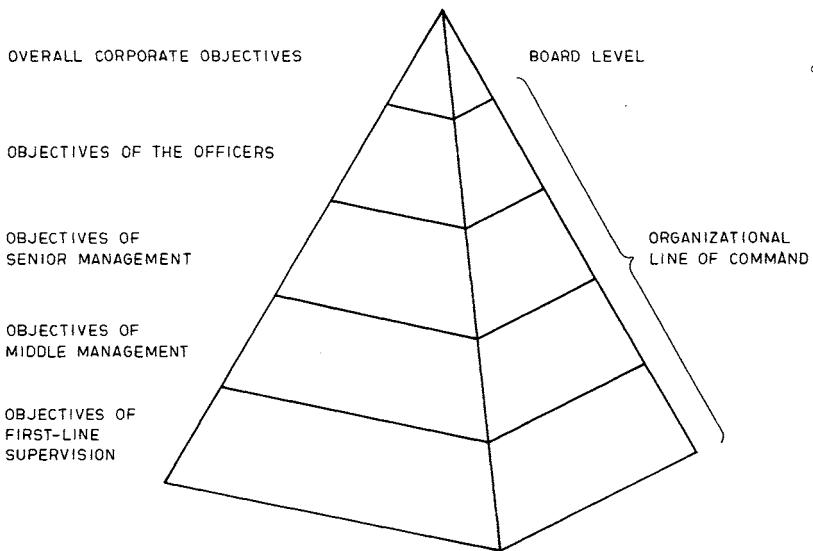 OVERALL CORPORATE OBJECTIVES
BOARD LEVEL
OBJECTIVES OF THE OFFICERS
OBJECTIVES OF
SENIOR MANAGEMENT
ORGANIZATIONAL
LINE OF COMMAND
OBJECTIVES OF
MIDDLE MANAGEMENT
OBJECTIVES OF
FIRST-LINE
SUPERVISION